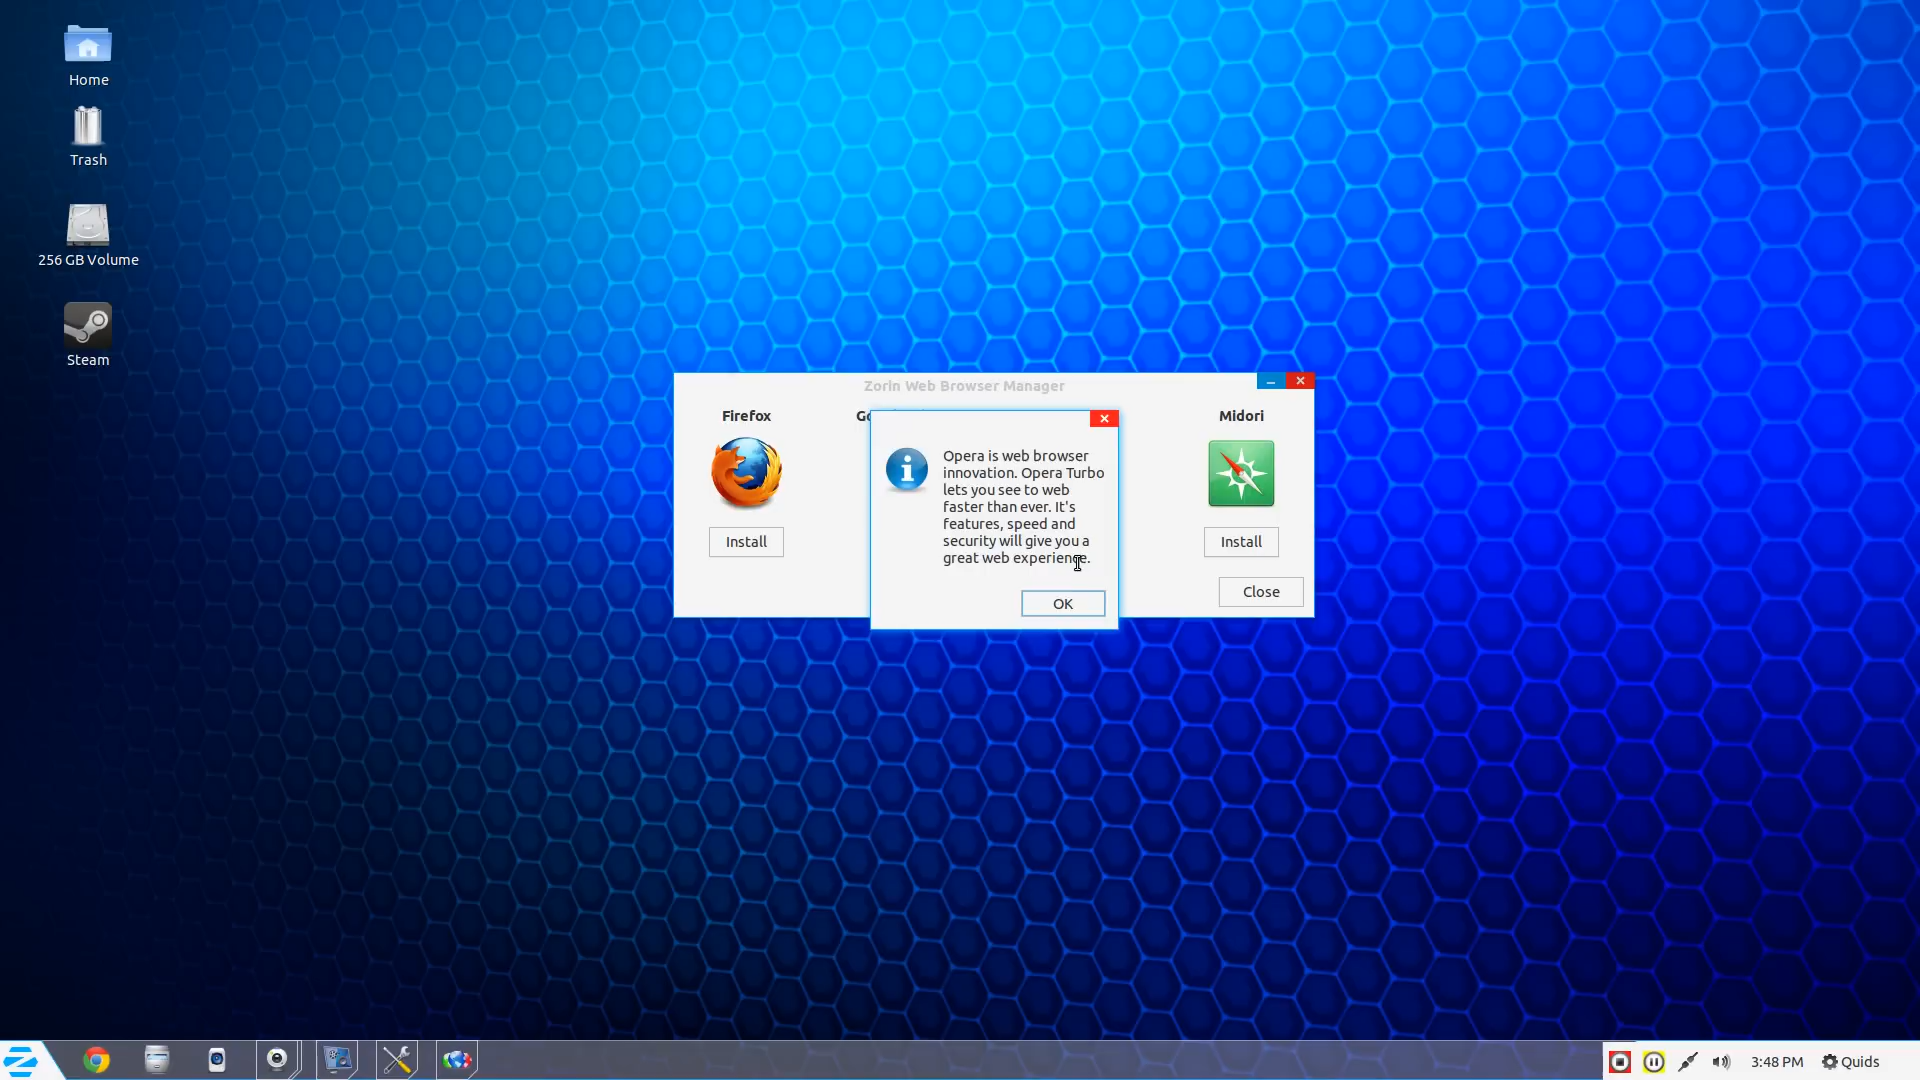 Home
Trash
256 GB Volume
Steam
Zorin Web Browser Manager
Firefox
Midori
Opera is web browser
innovation. Opera Turbo
lets you see to web
faster than ever. It's
features, speed and
security will give you a
great web experience.
Install
Install
Close
OK
3:48 PM
Quids